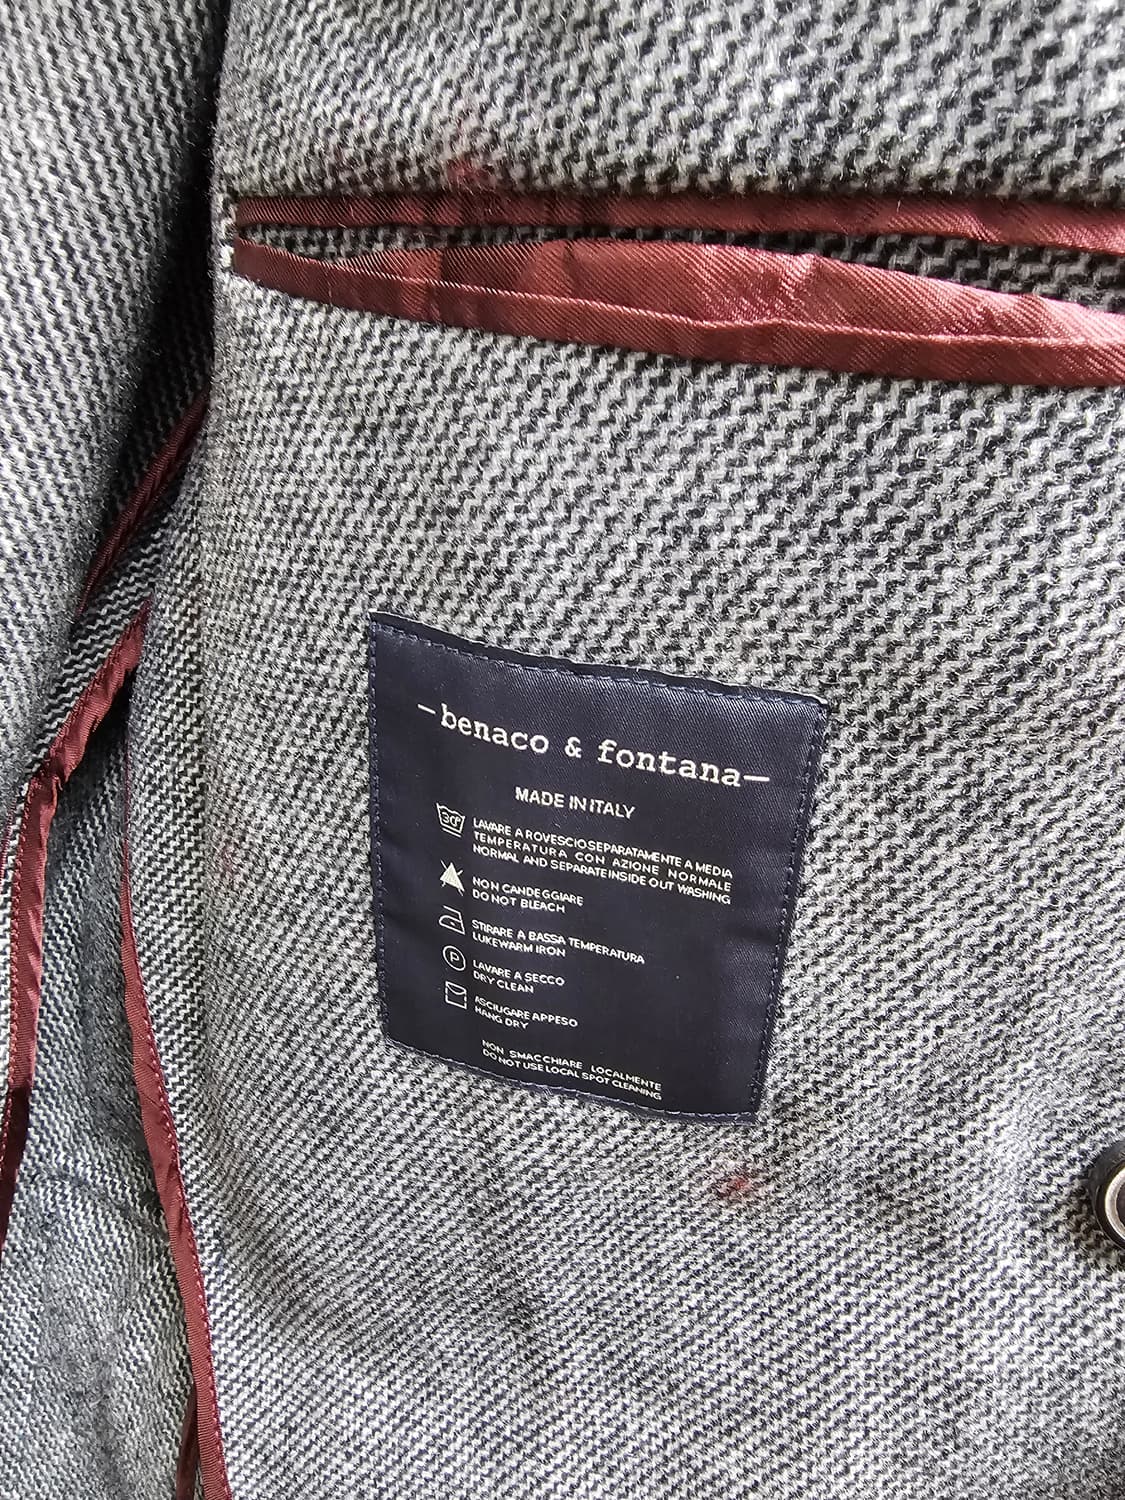 —benaco & fontana—
MADE IN ITALY
30°
LAVARE A ROVESCIO SEPARATAMENTE A MEDIA
TEMPERATURA CON AZIONE NORMALE
NORMAL AND SEPARATE INSIDE OUT WASHING
NON CANDEGGIARE
DO NOT BLEACH
STIRARE A BASSA TEMPERATURA
LUKEWARM IRON
P
LAVARE A SECCO
DRY CLEAN
ASCIUGARE APPESO
HANG DRY
NON SMACCHIARE LOCALMENTE
DO NOT USE LOCAL SPOT CLEANING